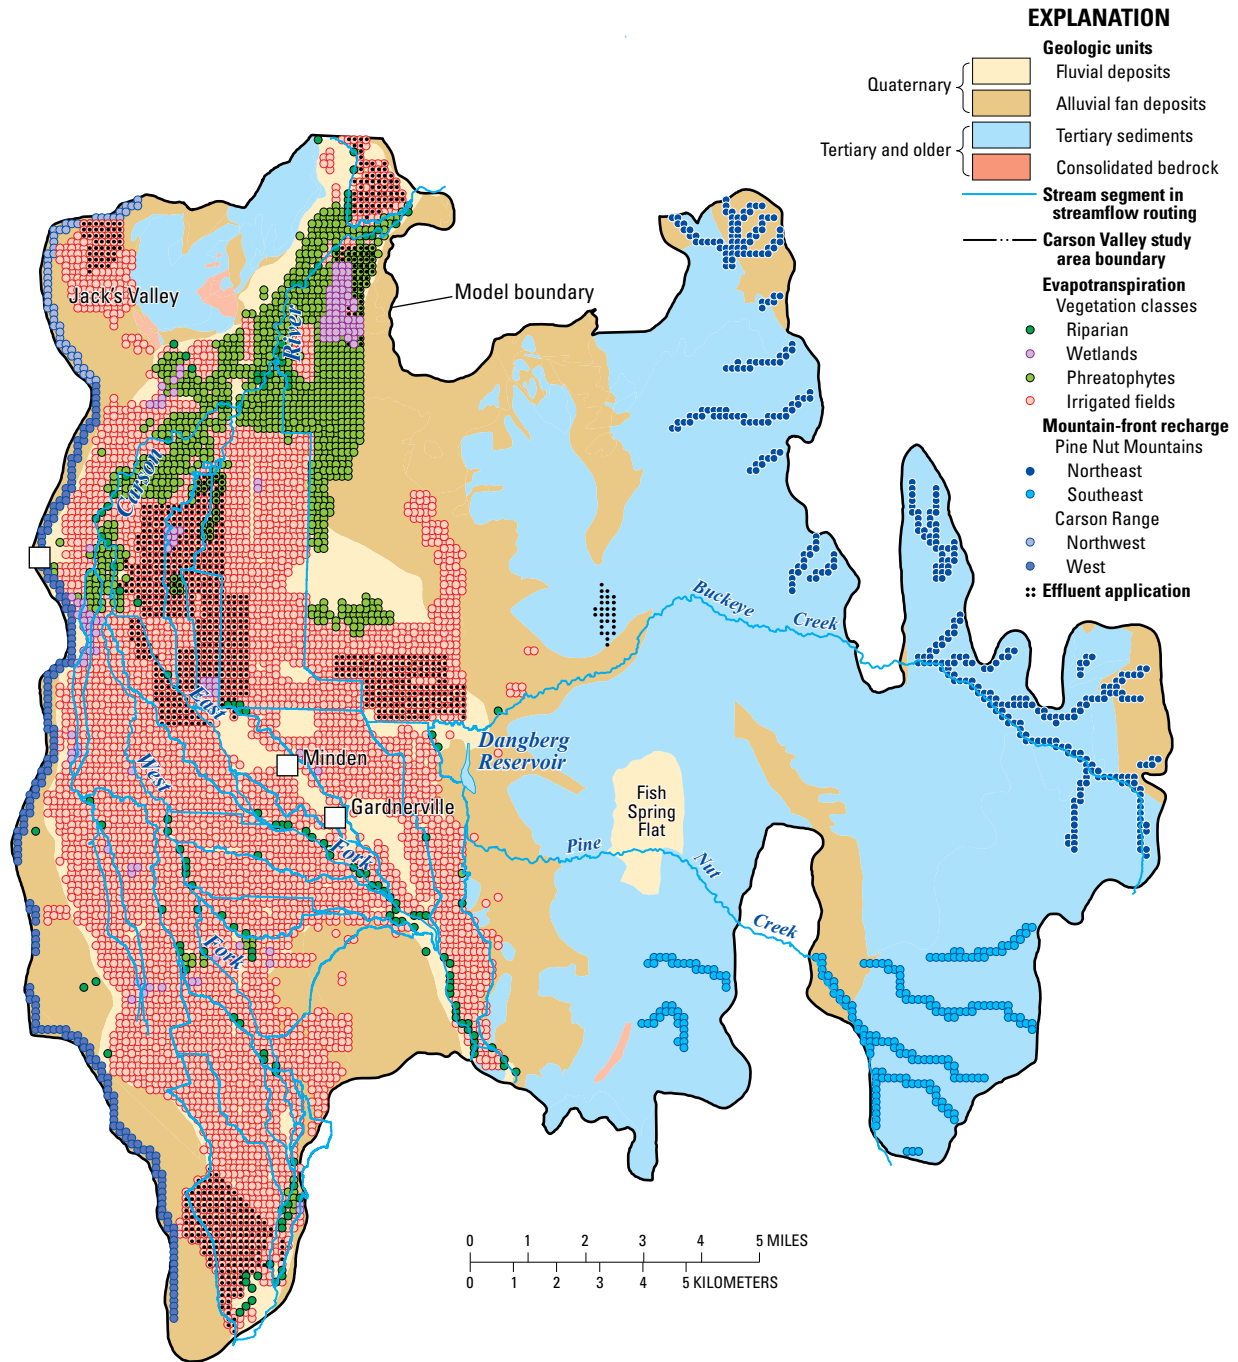 EXPLANATION
Geologic units
Quaternary
Fluvial deposits
Alluvial fan deposits
Tertiary and older
Tertiary sediments
Consolidated bedrock
Stream segment in
streamflow routing
Carson Valley study
area boundary
Evapotranspiration
Vegetation classes
Riparian
Wetlands
Phreatophytes
Irrigated fields
Mountain-front recharge
Pine Nut Mountains
Northeast
Southeast
Carson Range
Northwest
West
Effluent application
Jack's Valley
Model boundary
River
Carson
Buckeye
Creek
East
West
Minden
Dangberg
Reservoir
Gardnerville
Fish
Spring
Flat
Fork
Pine
Nut
Creek
Fork
0 1 2 3 4 5 MILES
0 1 2 3 4 5 KILOMETERS